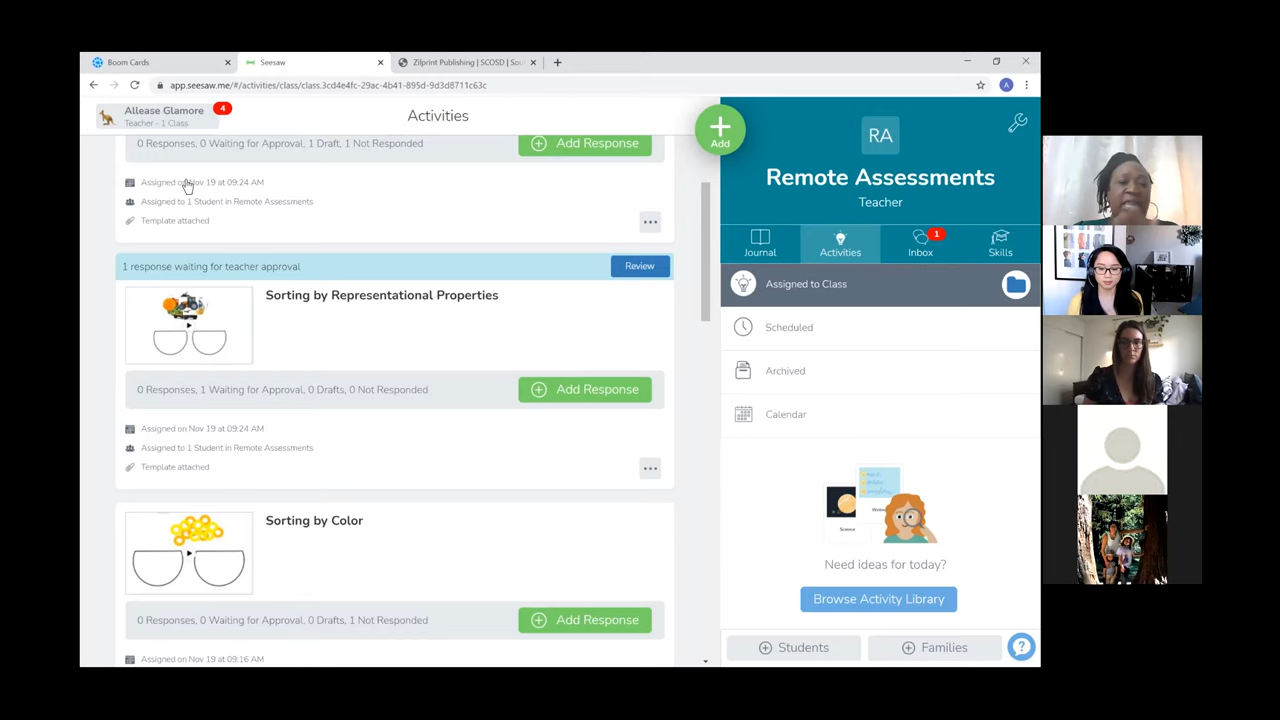 Boom Cards
Seesaw
Zilprint Publishing | SCOSD | Sou
app.seesaw.me/#/activities/class/class.3cd4e4fc-29ac-4b41-895d-9d3d8711c63c
A
Allease Glamore
4
Teacher - 1 Class
Activities
Add
0 Responses, 0 Waiting for Approval, 1 Draft, 1 Not Responded
Add Response
Assigned on Nov 19 at 09:24 AM
Assigned to 1 Student in Remote Assessments
Template attached
1 response waiting for teacher approval
Review
Sorting by Representational Properties
0 Responses, 1 Waiting for Approval, 0 Drafts, 0 Not Responded
Add Response
Assigned on Nov 19 at 09:24 AM
Assigned to 1 Student in Remote Assessments
Template attached
Sorting by Color
0 Responses, 0 Waiting for Approval, 0 Drafts, 1 Not Responded
Add Response
Assigned on Nov 19 at 09:16 AM
RA
Remote Assessments
Teacher
Journal
Activities
Inbox
1
Skills
Assigned to Class
Scheduled
Archived
Calendar
Science
Need ideas for today?
Browse Activity Library
Students
Families
?